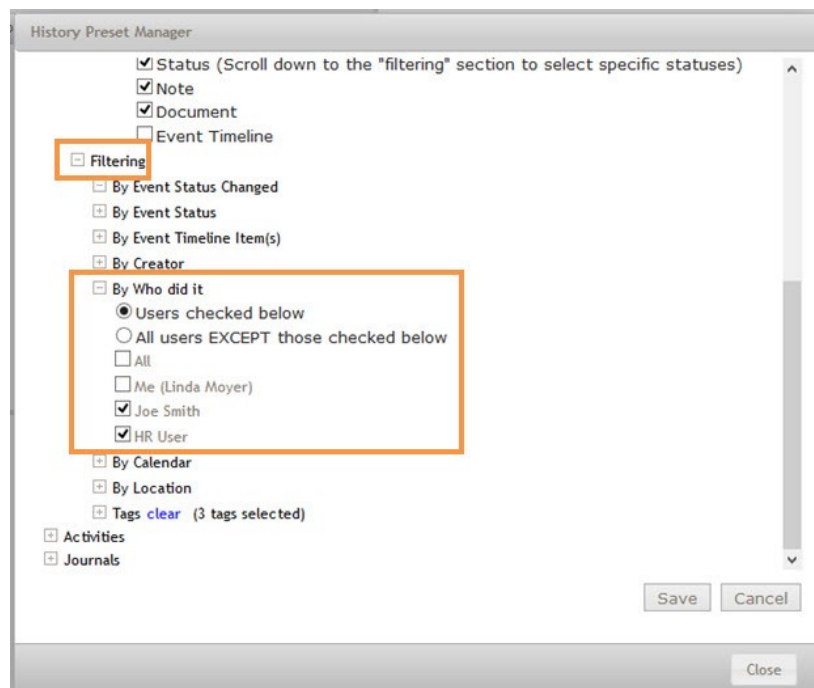 History Preset Manager
Status (Scroll down to the "filtering" section to select specific statuses)
Note
Document
Event Timeline
Filtering
By Event Status Changed
By Event Status
By Event Timeline Item(s)
By Creator
By Who did it
Users checked below
All users EXCEPT those checked below
All
Me (Linda Moyer)
Joe Smith
HR User
By Calendar
By Location
Tags clear (3 tags selected)
Activities
Journals
Save Cancel
Close